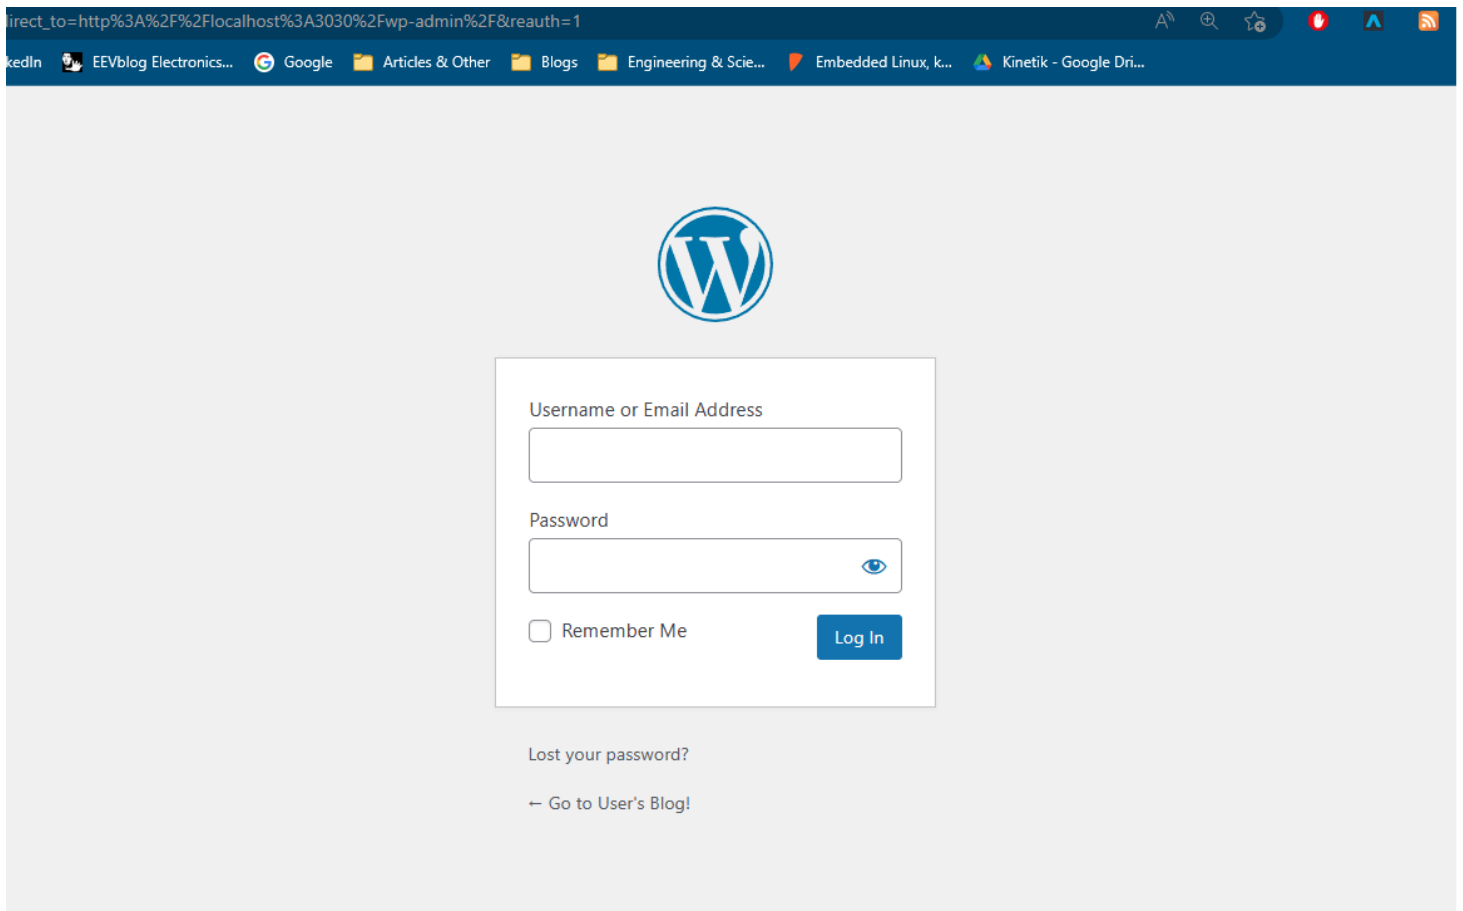 direct_to=http%3A%2F%2Flocalhost%3A3030%2Fwp-admin%2F&reauth=1
kedIn EEVblog Electronics... Google Articles & Other Blogs Engineering & Scie... Embedded Linux, k... Kinetik - Google Dri...
Username or Email Address
Password
Remember Me Log In
Lost your password?
← Go to User's Blog!